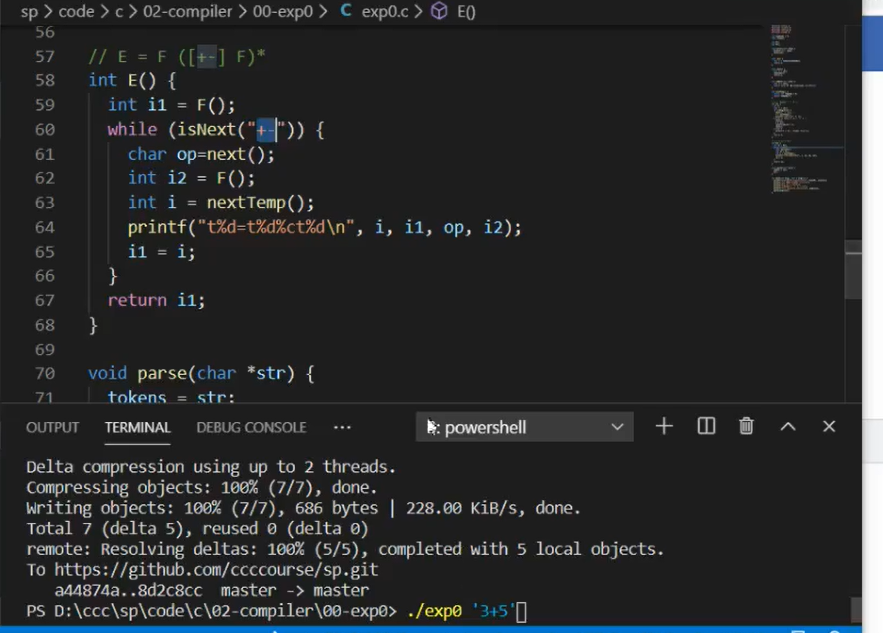 sp > code > c > 02-compiler > 00-exp0 > C exp0.c > E()
56
57 // E = F ([+-] F)*
58 int E() {
59 int i1 = F();
60 while (isNext("+-")) {
61 char op=next();
62 int i2 = F();
63 int i = nextTemp();
64 printf("t%d=t%d%ct%d\n", i, i1, op, i2);
65 i1 = i;
66 }
67 return i1;
68 }
69
70 void parse(char *str) {
71 tokens = str;
OUTPUT TERMINAL DEBUG CONSOLE ··· powershell
Delta compression using up to 2 threads.
Compressing objects: 100% (7/7), done.
Writing objects: 100% (7/7), 686 bytes | 228.00 KiB/s, done.
Total 7 (delta 5), reused 0 (delta 0)
remote: Resolving deltas: 100% (5/5), completed with 5 local objects.
To https://github.com/ccccourse/sp.git
a44874a..8d2c8cc master -> master
PS D:\ccc\sp\code\c\02-compiler\00-exp0> ./exp0 '3+5'